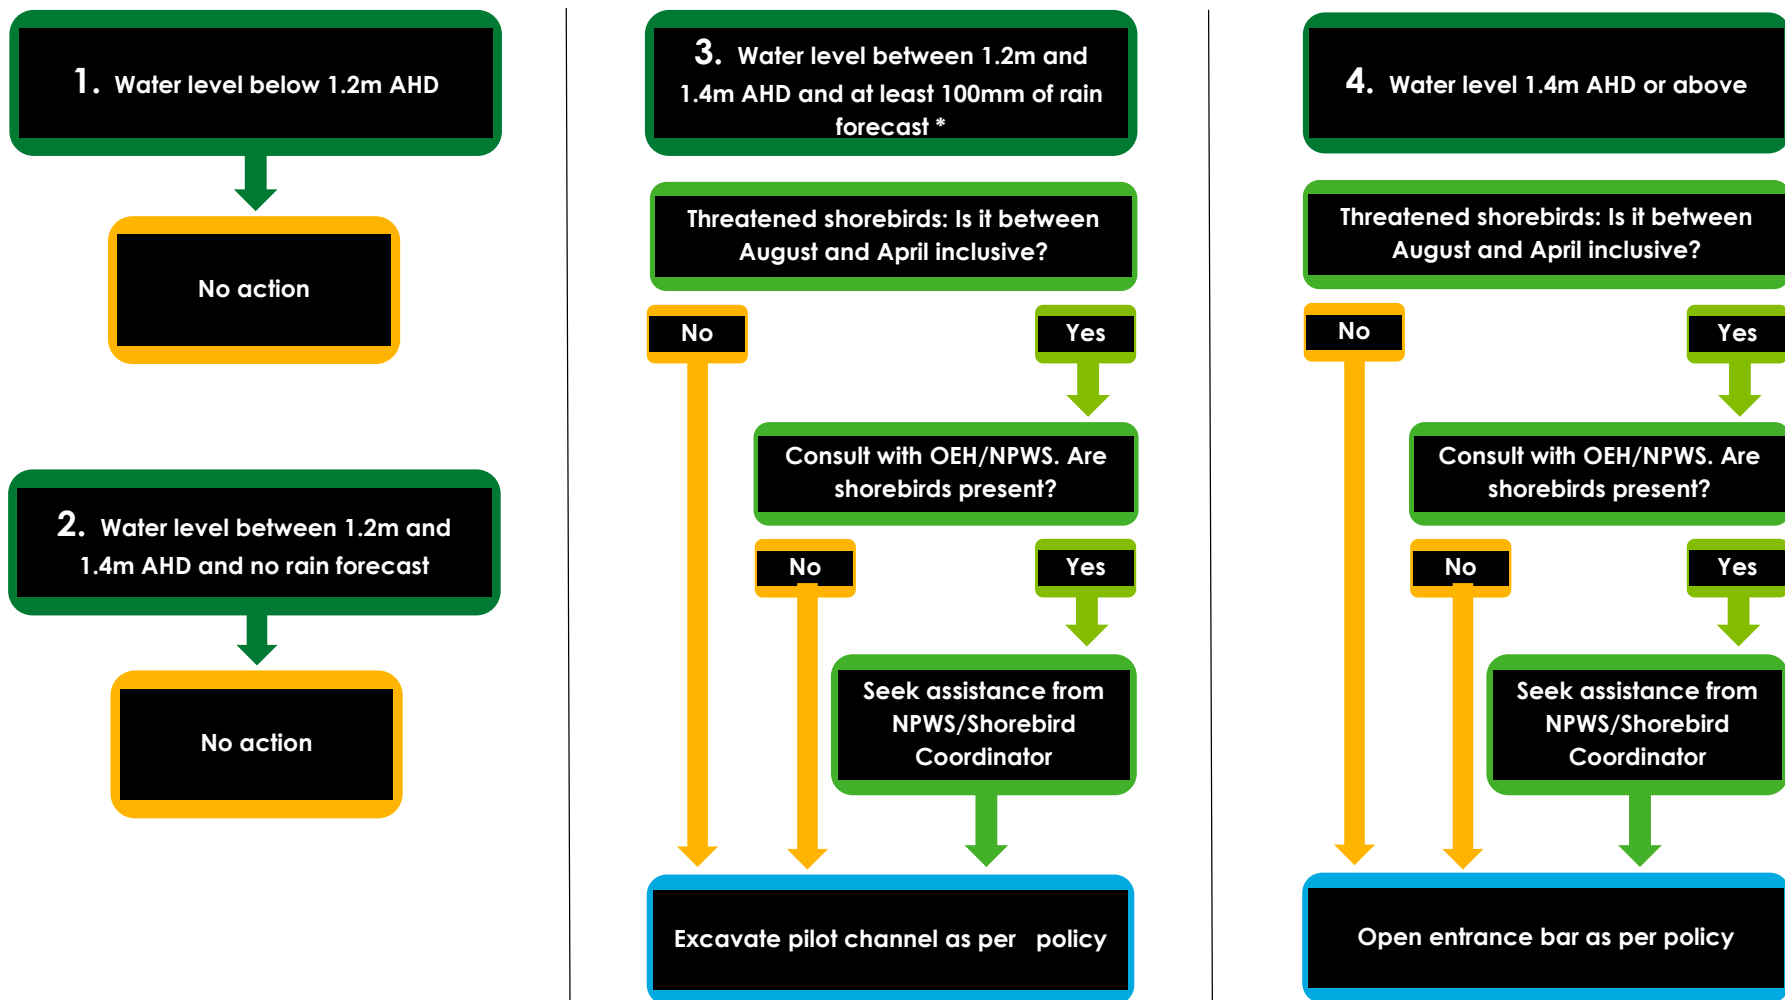 1. Water level below 1.2m AHD
No action
2. Water level between 1.2m and
1.4m AHD and no rain forecast
No action
3. Water level between 1.2m and
1.4m AHD and at least 100mm of rain
forecast *
Threatened shorebirds: Is it between
August and April inclusive?
No
Yes
Consult with OEH/NPWS. Are
shorebirds present?
No
Yes
Seek assistance from
NPWS/Shorebird
Coordinator
Excavate pilot channel as per policy
4. Water level 1.4m AHD or above
Threatened shorebirds: Is it between
August and April inclusive?
No
Yes
Consult with OEH/NPWS. Are
shorebirds present?
No
Yes
Seek assistance from
NPWS/Shorebird
Coordinator
Open entrance bar as per policy